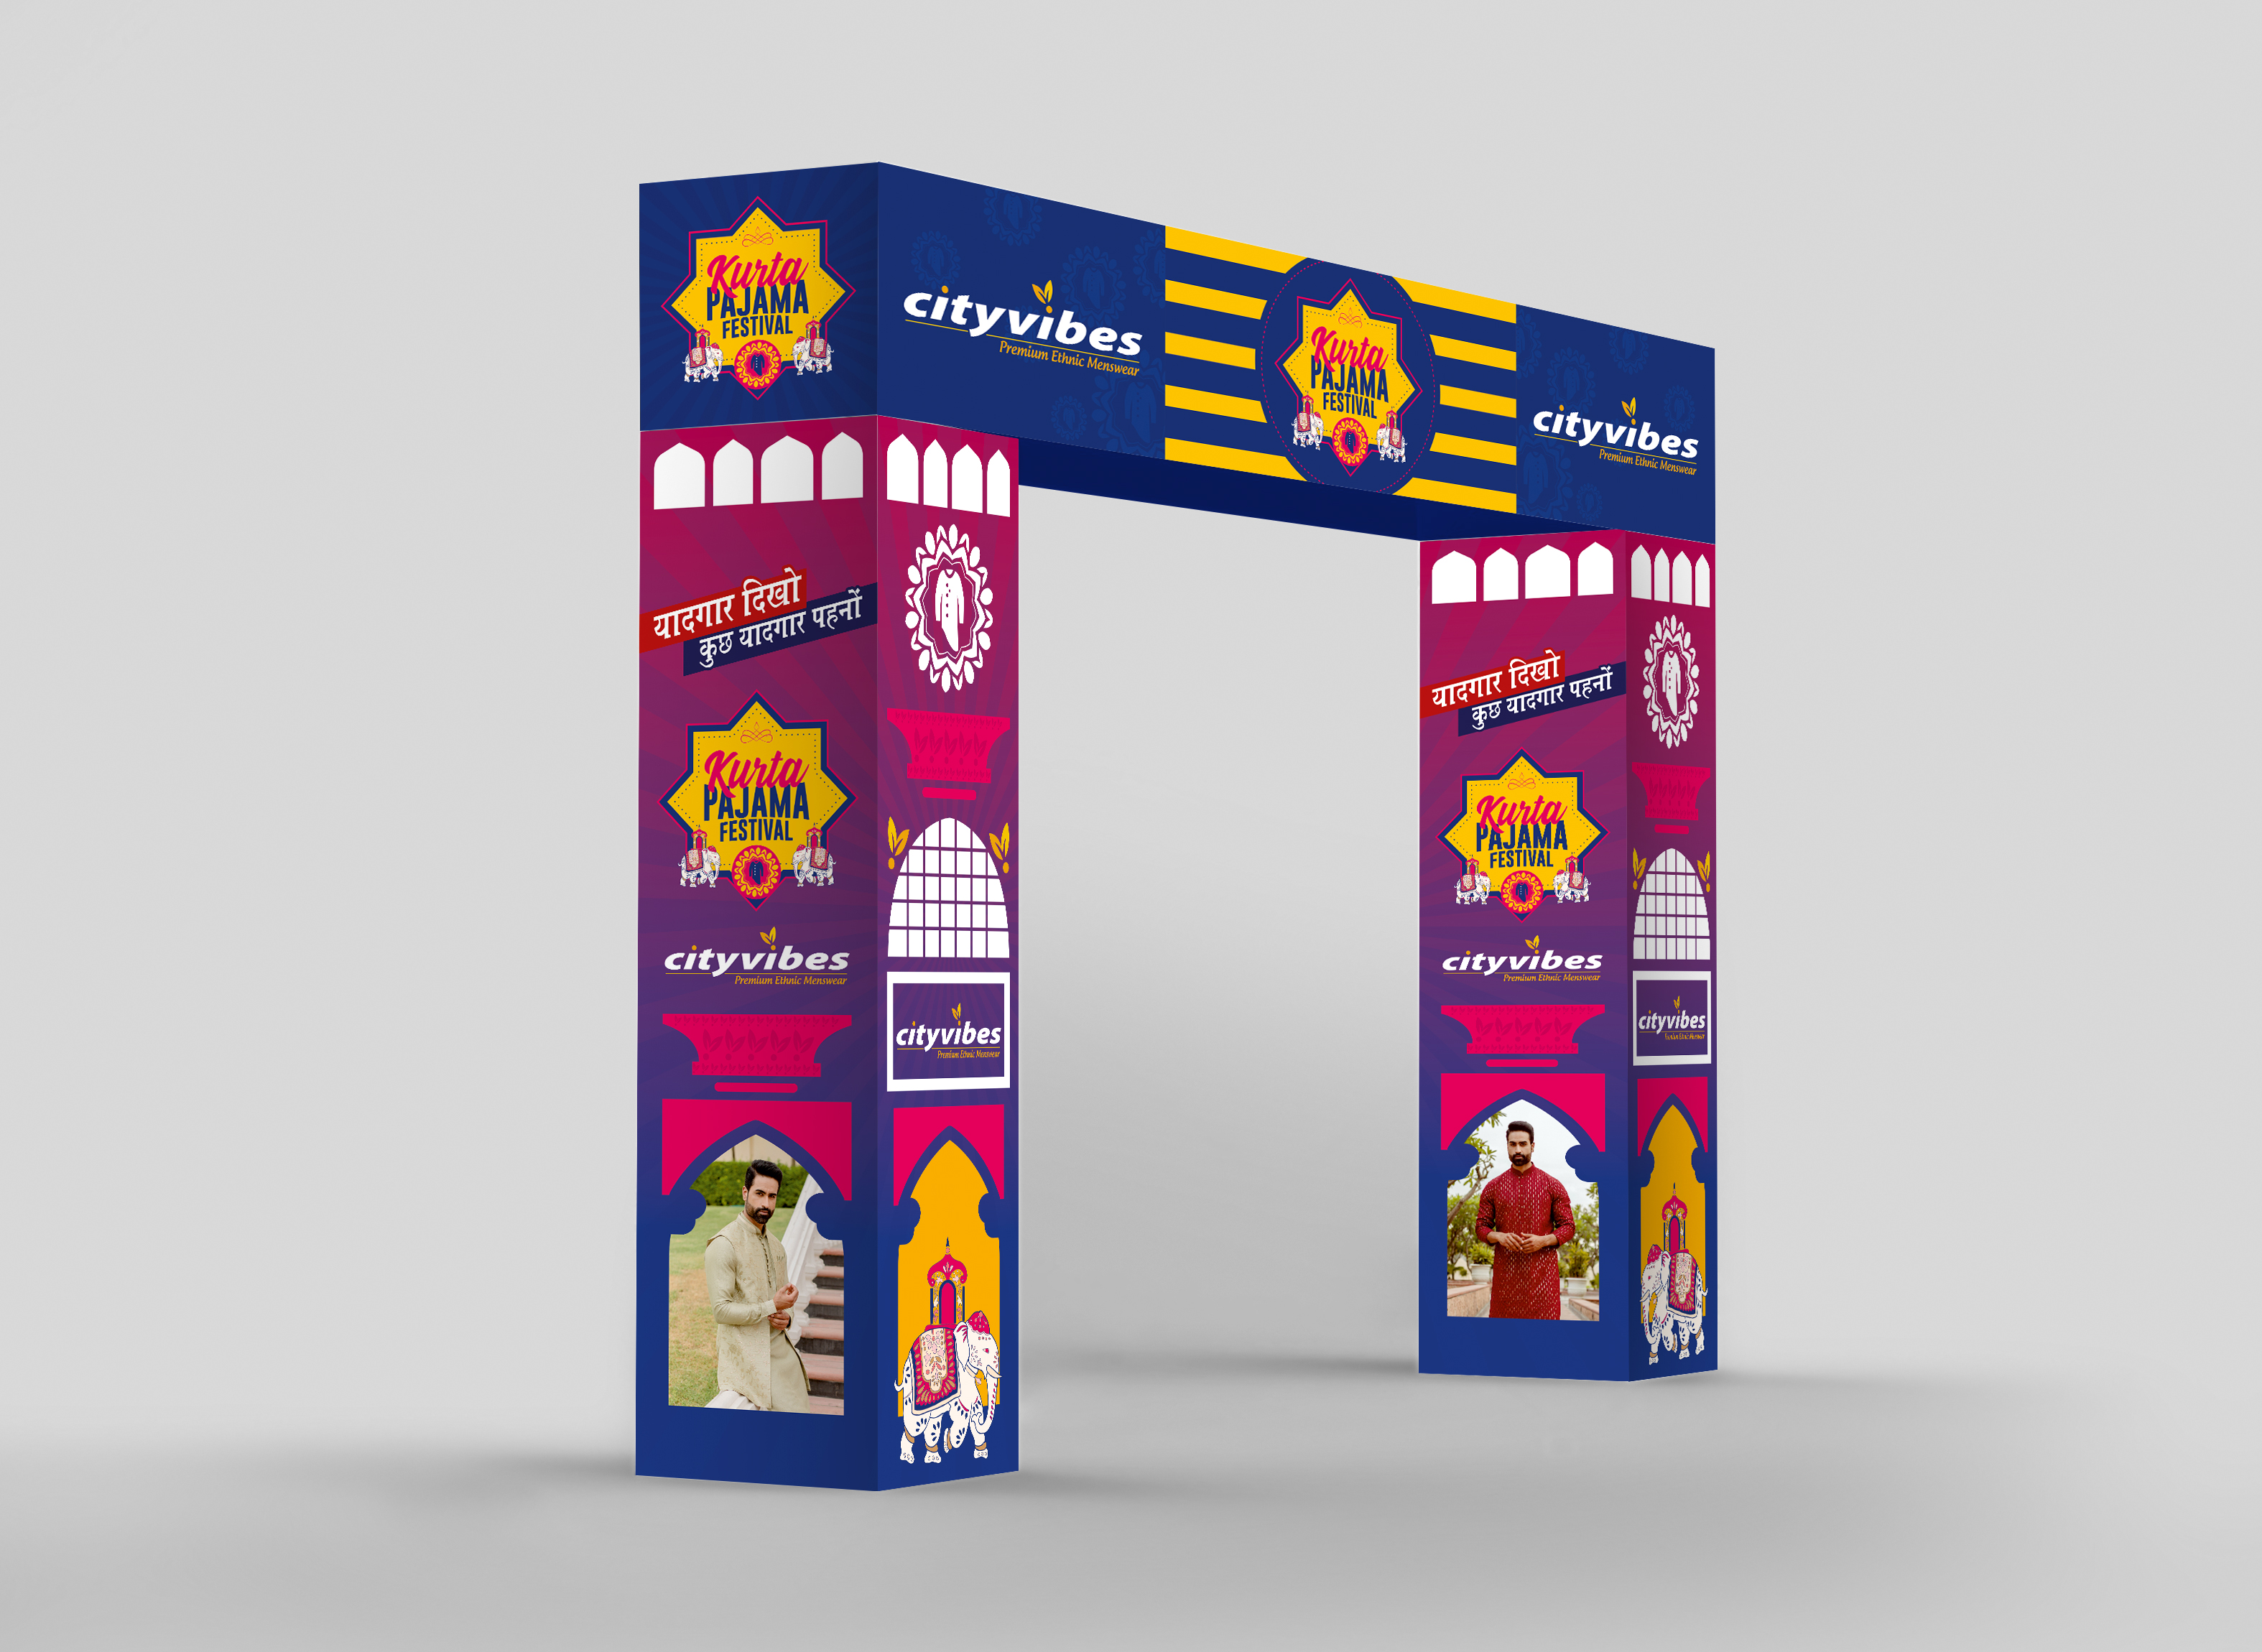 Kurta
PAJAMA
FESTIVAL
cityvibes
Premium Ethnic Menswear
Kurta
PAJAMA
FESTIVAL
cityvibes
Premium Ethnic Menswear
यादगार दिखो
कुछ यादगार पहनों
Kurta
PAJAMA
FESTIVAL
cityvibes
Premium Ethnic Menswear
cityvibes
Premium Ethnic Menswear
यादगार दिखो
कुछ यादगार पहनों
Kurta
PAJAMA
FESTIVAL
cityvibes
Premium Ethnic Menswear
cityvibes